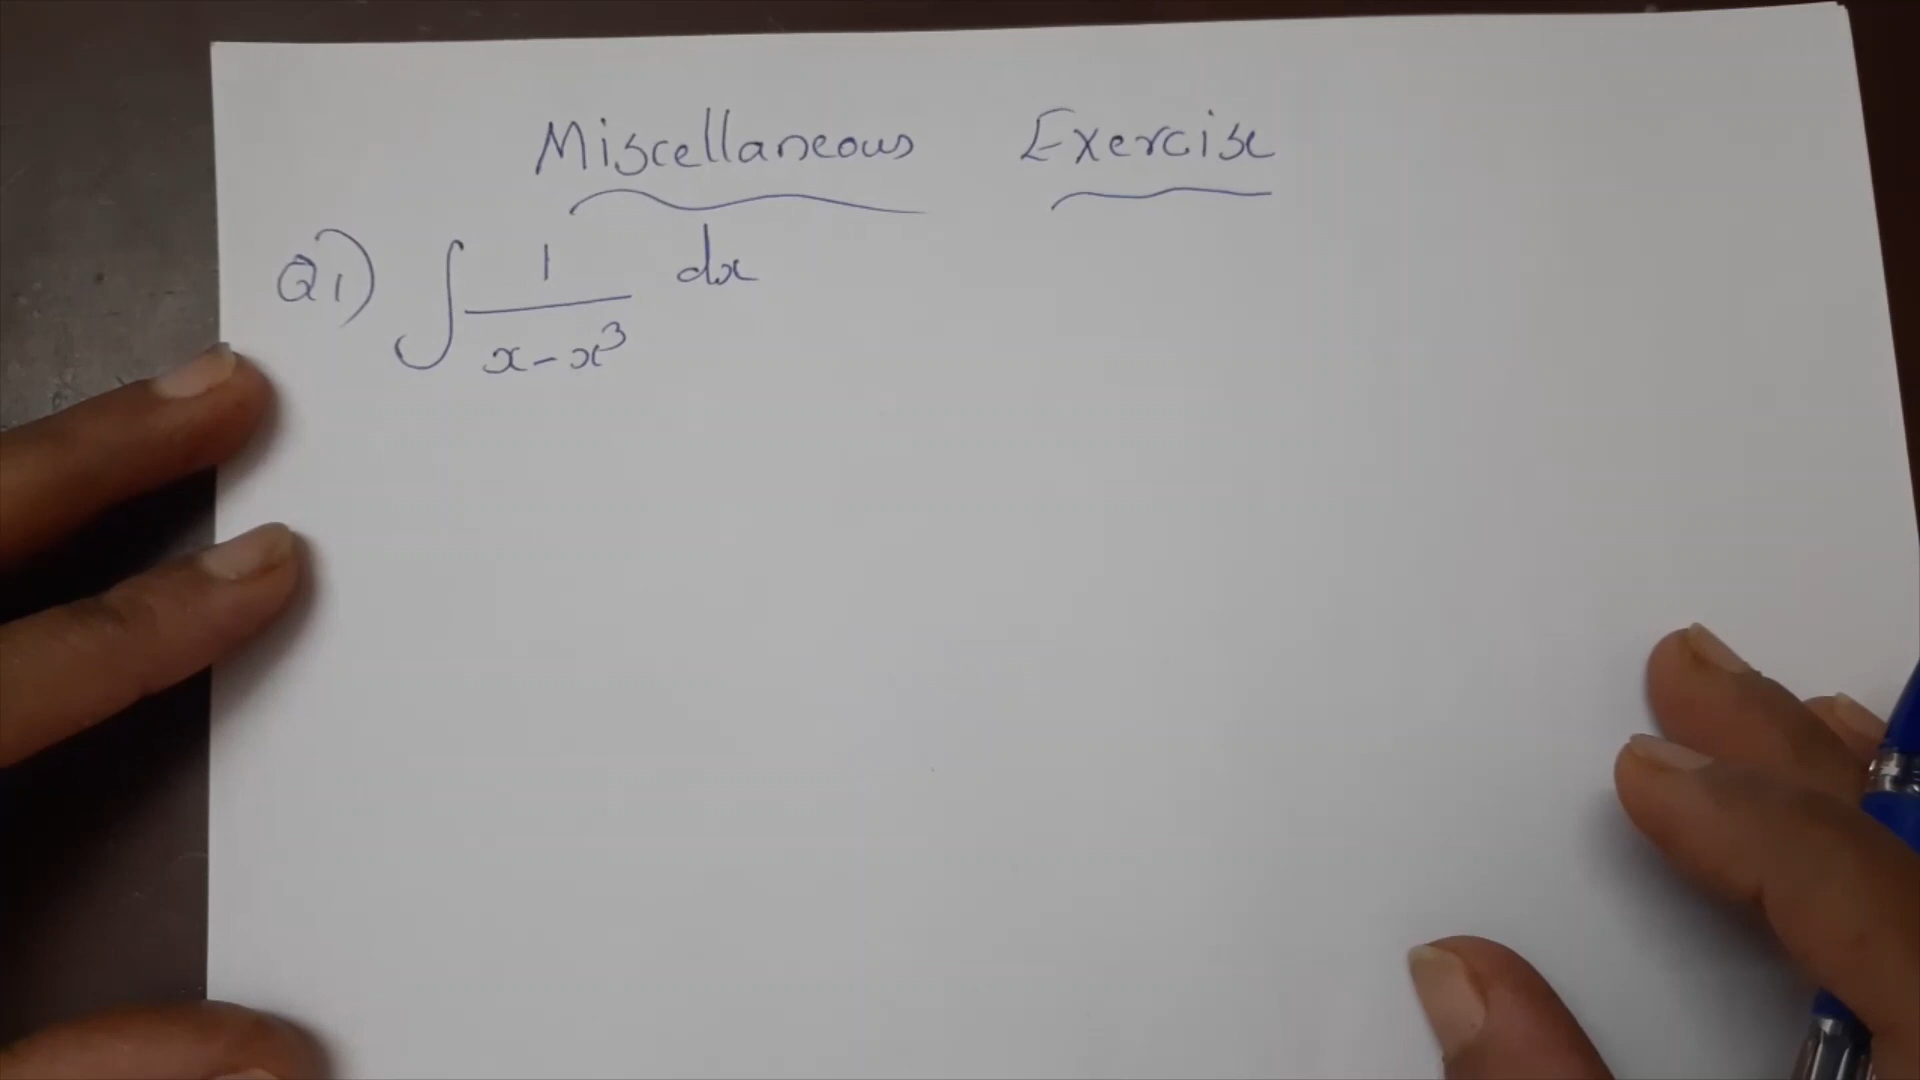 Miscellaneous Exercise
Q1) ∫ 1/(x-x³) dx